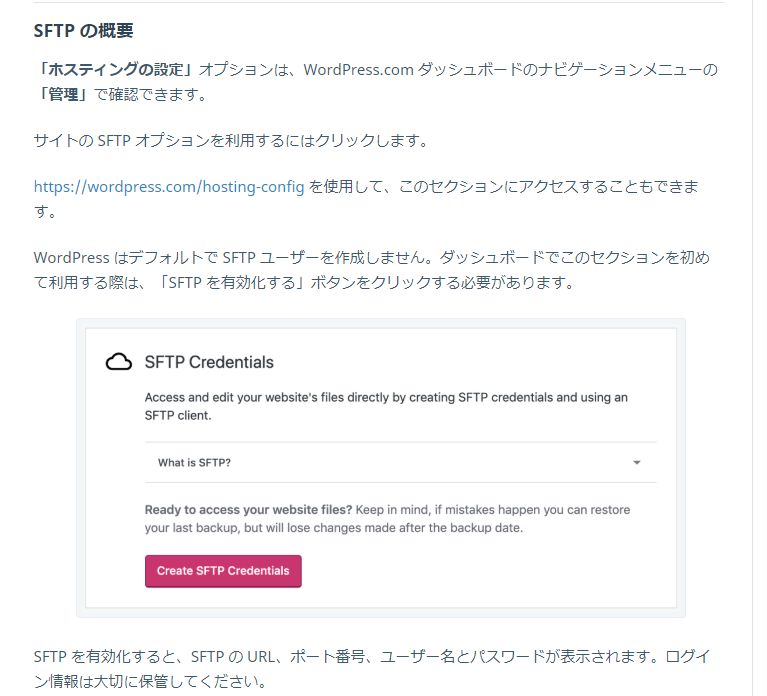 SFTP の概要
「ホスティングの設定」オプションは、WordPress.com ダッシュボードのナビゲーションメニューの
「管理」で確認できます。
サイトの SFTP オプションを利用するにはクリックします。
https://wordpress.com/hosting-config を使用して、このセクションにアクセスすることもできま
す。
WordPress はデフォルトで SFTP ユーザーを作成しません。ダッシュボードでこのセクションを初め
て利用する際は、「SFTP を有効化する」ボタンをクリックする必要があります。
SFTP Credentials
Access and edit your website's files directly by creating SFTP credentials and using an
SFTP client.
What is SFTP?
Ready to access your website files? Keep in mind, if mistakes happen you can restore
your last backup, but will lose changes made after the backup date.
Create SFTP Credentials
SFTP を有効化すると、SFTP の URL、ポート番号、ユーザー名とパスワードが表示されます。ログイ
ン情報は大切に保管してください。